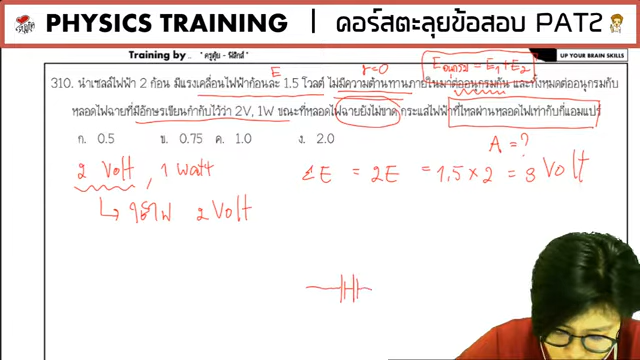 PHYSICS TRAINING | คอร์สตะลุยข้อสอบ PAT2
Training by.. "ครูตุ้ย - ฟิสิกส์"
UP YOUR BRAIN SKILLS
E
r=0
Eอนุกรม = E1+E2
310. นำเซลล์ไฟฟ้า 2 ก้อน มีแรงเคลื่อนไฟฟ้าก้อนละ 1.5 โวลต์ ไม่มีความต้านทานภายในมาต่ออนุกรมกัน และทั้งหมดต่ออนุกรมกับ
หลอดไฟฉายที่มีอักษรเขียนกำกับไว้ว่า 2V, 1W ขณะที่หลอดไฟฉายยังไม่ขาด กระแสไฟฟ้าที่ไหลผ่านหลอดไฟเท่ากับกี่แอมแปร์
ก. 0.5 ข. 0.75 ค. 1.0 ง. 2.0
A = ?
2 Volt , 1 watt
ΣE = 2E = 1.5 × 2 = 3 Volt
ใช้ไฟ 2 Volt